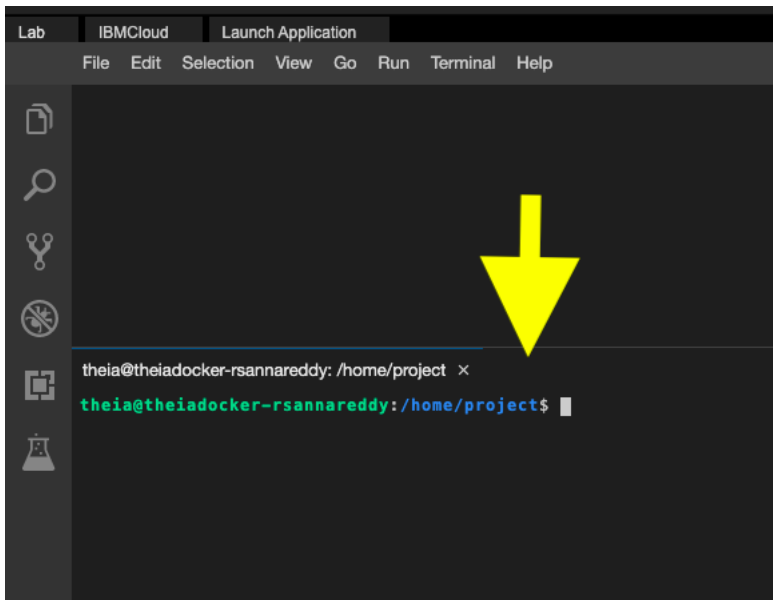 Lab IBMCloud Launch Application
File Edit Selection View Go Run Terminal Help
theia@theiadocker-rsannareddy: /home/project ×
theia@theiadocker-rsannareddy:/home/project$